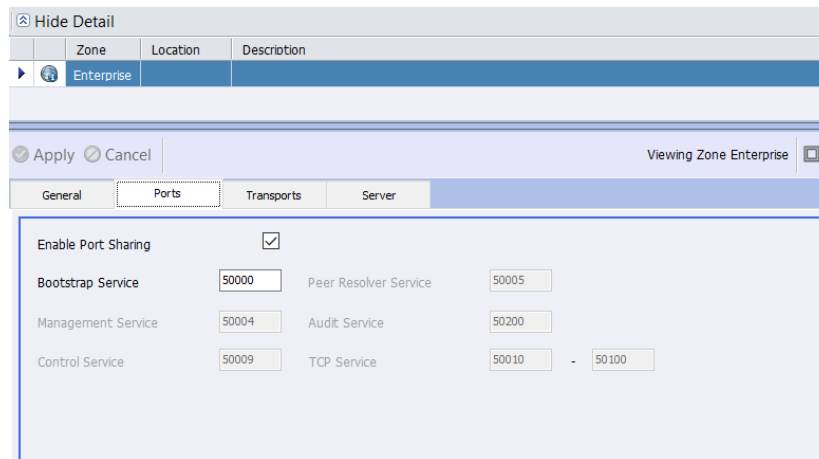 Hide Detail
Zone Location Description
Enterprise
Apply Cancel Viewing Zone Enterprise
General Ports Transports Server
Enable Port Sharing
Bootstrap Service 50000 Peer Resolver Service 50005
Management Service 50004 Audit Service 50200
Control Service 50009 TCP Service 50010 - 50100